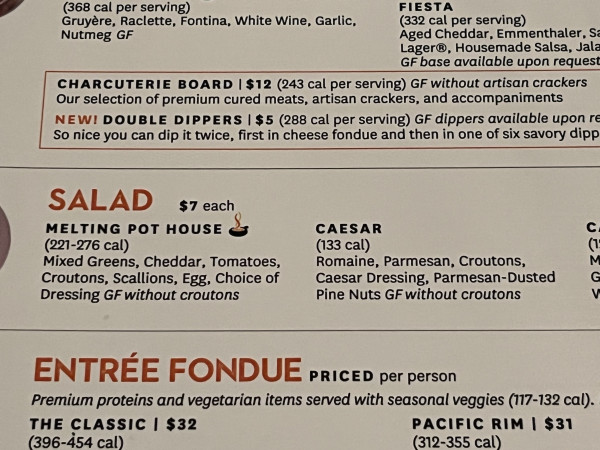 (368 cal per serving)
Gruyère, Raclette, Fontina, White Wine, Garlic,
Nutmeg GF
FIESTA
(332 cal per serving)
Aged Cheddar, Emmenthaler,
Lager®, Housemade Salsa,
GF base available upon request
CHARCUTERIE BOARD | $12 (243 cal per serving) GF without artisan crackers
Our selection of premium cured meats, artisan crackers, and accompaniments
NEW! DOUBLE DIPPERS | $5 (288 cal per serving) GF dippers available upon
So nice you can dip it twice, first in cheese fondue and then in one of six savory
SALAD $7 each
MELTING POT HOUSE
(221-276 cal)
Mixed Greens, Cheddar, Tomatoes,
Croutons, Scallions, Egg, Choice of
Dressing GF without croutons
CAESAR
(133 cal)
Romaine, Parmesan, Croutons,
Caesar Dressing, Parmesan-Dusted
Pine Nuts GF without croutons
ENTRÉE FONDUE PRICED per person
Premium proteins and vegetarian items served with seasonal veggies (117-132 cal).
THE CLASSIC | $32
(396-454 cal)
PACIFIC RIM | $31
(312-355 cal)